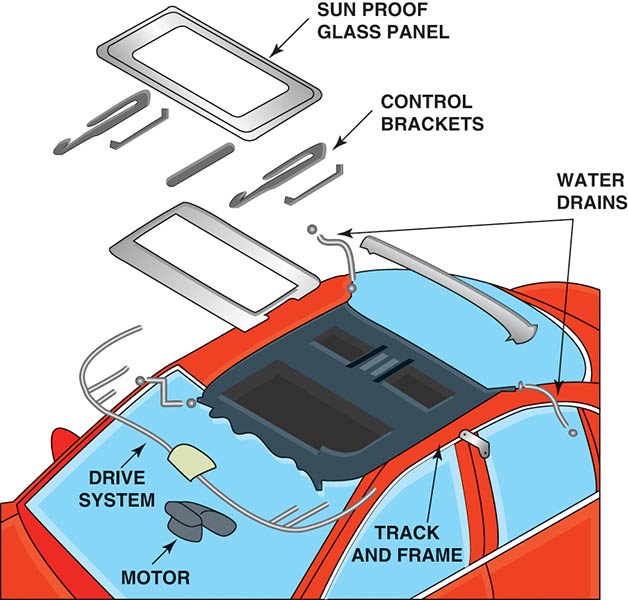 SUN PROOF
GLASS PANEL
CONTROL
BRACKETS
WATER
DRAINS
DRIVE
SYSTEM
TRACK
AND FRAME
MOTOR